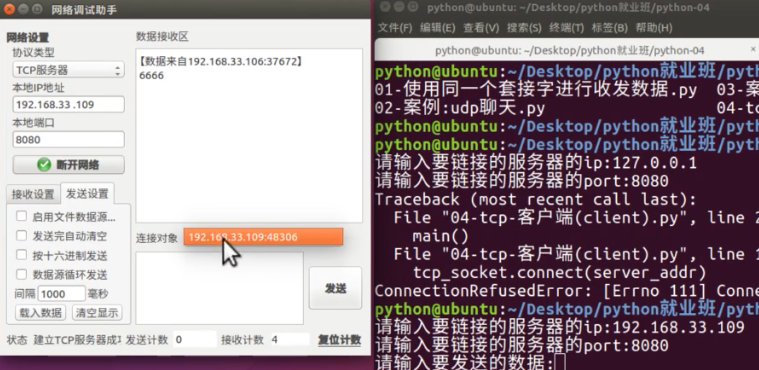 网络调试助手
网络设置
协议类型
TCP服务器
本地IP地址
192.168.33 .109
本地端口
8080
断开网络
接收设置
发送设置
启用文件数据源...
发送完自动清空
按十六进制发送
数据源循环发送
间隔 1000 毫秒
载入数据
清空显示
数据接收区
【数据来自192.168.33.106:37672】
6666
连接对象
192.168.33.109:48306
发送
状态 建立TCP服务器成功 发送计数 0 接收计数 4 复位计数
python@ubuntu: ~/Desktop/python就业班/python-04
文件(F) 编辑(E) 查看(V) 搜索(S) 终端(T) 标签(B) 帮助(H)
python@ubuntu: ~/Desktop/python就业班/python-04
python@ubuntu:~/Desktop/python就业班/pyth
01-使用同一个套接字进行收发数据.py 03-案
02-案例:udp聊天.py 04-tc
python@ubuntu:~/Desktop/python就业班/pyth
python@ubuntu:~/Desktop/python就业班/pyth
请输入要链接的服务器的ip:127.0.0.1
请输入要链接的服务器的port:8080
Traceback (most recent call last):
File "04-tcp-客户端(client).py", line 2
main()
File "04-tcp-客户端(client).py", line
tcp_socket.connect(server_addr)
ConnectionRefusedError: [Errno 111] Conne
python@ubuntu:~/Desktop/python就业班/pyth
请输入要链接的服务器的ip:192.168.33.109
请输入要链接的服务器的port:8080
请输入要发送的数据: